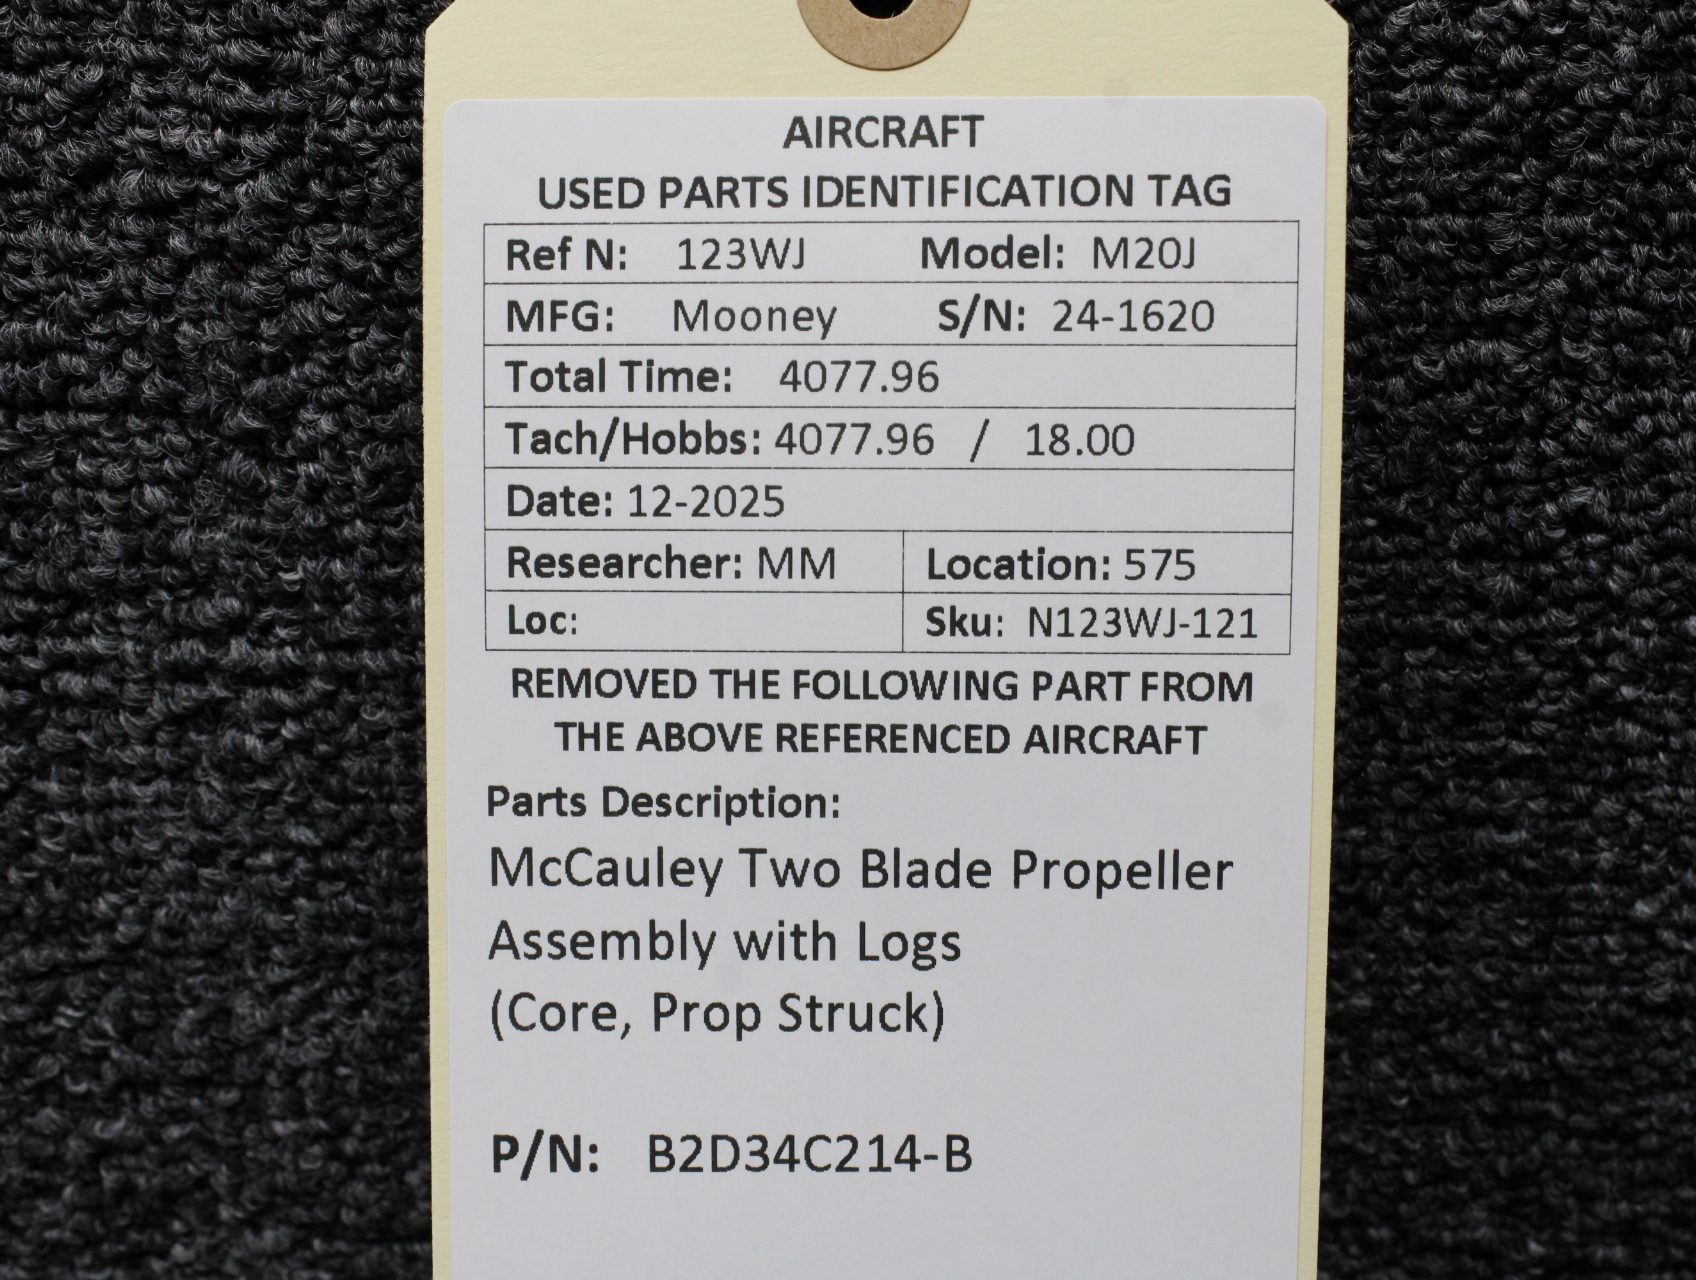 AIRCRAFT
USED PARTS IDENTIFICATION TAG
Ref N: 123WJ Model: M20J
MFG: Mooney S/N: 24-1620
Total Time: 4077.96
Tach/Hobbs: 4077.96 / 18.00
Date: 12-2025
Researcher: MM Location: 575
Loc: Sku: N123WJ-121
REMOVED THE FOLLOWING PART FROM
THE ABOVE REFERENCED AIRCRAFT
Parts Description:
McCauley Two Blade Propeller
Assembly with Logs
(Core, Prop Struck)
P/N: B2D34C214-B